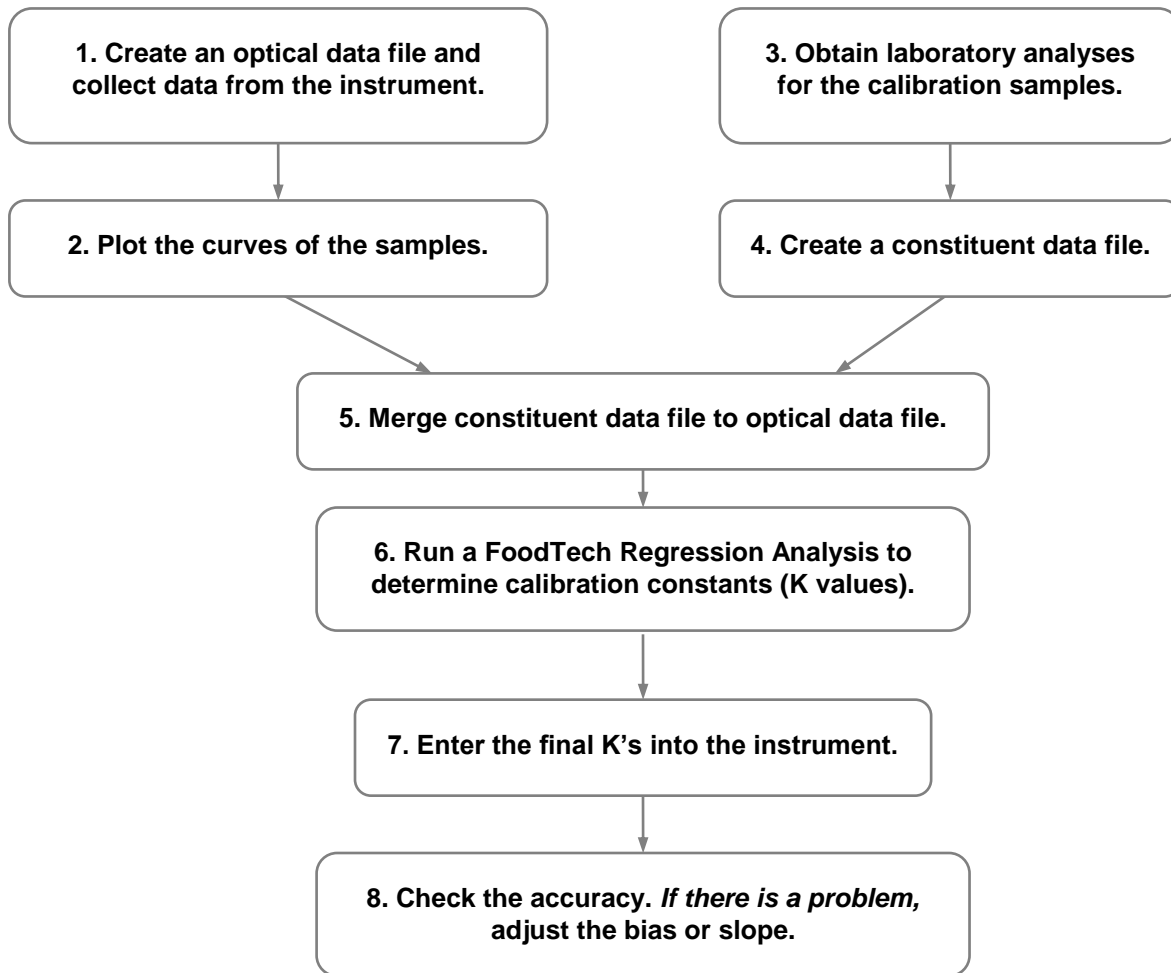 1. Create an optical data file and
collect data from the instrument.
2. Plot the curves of the samples.
3. Obtain laboratory analyses
for the calibration samples.
4. Create a constituent data file.
5. Merge constituent data file to optical data file.
6. Run a FoodTech Regression Analysis to
determine calibration constants (K values).
7. Enter the final K’s into the instrument.
8. Check the accuracy. If there is a problem,
adjust the bias or slope.